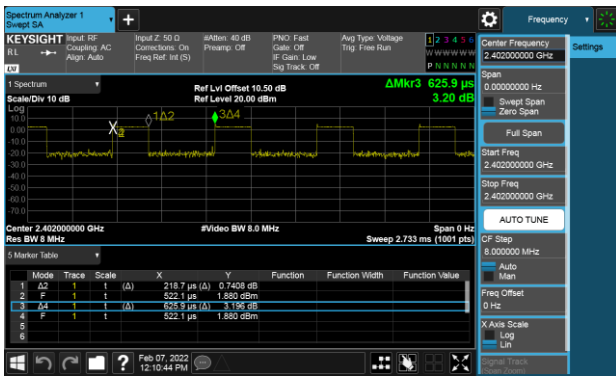 Spectrum Analyzer 1
Swept SA
Frequency
KEYSIGHT
RL
Input: RF
Coupling: AC
Align: Auto
Input Z: 50 Ω
Corrections: On
Freq Ref: Int (S)
#Atten: 40 dB
Preamp: Off
PNO: Fast
Gate: Off
IF Gain: Low
Sig Track: Off
Avg Type: Voltage
Trig: Free Run
1 2 3 4 5 6
W W W W W W
P N N N N N
1 Spectrum
Scale/Div 10 dB
Ref Lvl Offset 10.50 dB
Ref Level 20.00 dBm
ΔMkr3 625.9 µs
3.20 dB
Log
10.0
0.00
-10.0
-20.0
-30.0
-40.0
-50.0
-60.0
-70.0
X
1Δ2
3Δ4
Center 2.402000000 GHz
Res BW 8 MHz
#Video BW 8.0 MHz
Span 0 Hz
Sweep 2.733 ms (1001 pts)
5 Marker Table
Mode Trace Scale X Y Function Function Width Function Value
1 Δ2 1 t (Δ) 218.7 µs (Δ) 0.7408 dB
2 F 1 t 522.1 µs 1.880 dBm
3 Δ4 1 t (Δ) 625.9 µs (Δ) 3.196 dB
4 F 1 t 522.1 µs 1.880 dBm
5
6
Feb 07, 2022
12:10:44 PM
Settings
Center Frequency
2.402000000 GHz
Span
0.00000000 Hz
Swept Span
Zero Span
Full Span
Start Freq
2.402000000 GHz
Stop Freq
2.402000000 GHz
AUTO TUNE
CF Step
8.000000 MHz
Auto
Man
Freq Offset
0 Hz
X Axis Scale
Log
Lin
Signal Track
(Span Zoom)